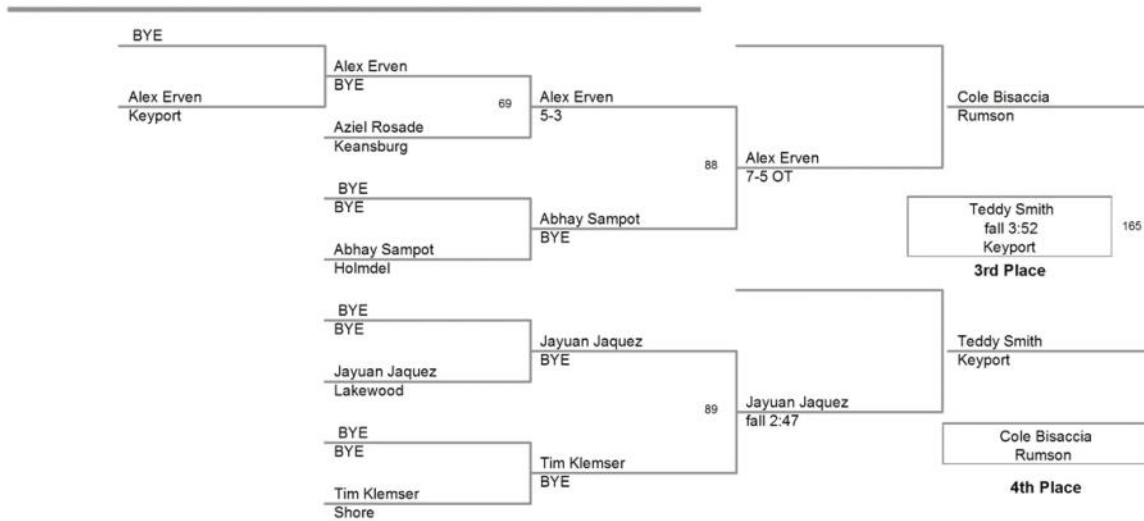 BYE
Alex Erven
Keyport
Alex Erven
BYE
69
Aziel Rosade
Keansburg
Alex Erven
5-3
BYE
BYE
Abhay Sampot
Holmdel
Abhay Sampot
BYE
88
Alex Erven
7-5 OT
Cole Bisaccia
Rumson
Teddy Smith
fall 3:52
Keyport
165
3rd Place
BYE
BYE
Jayuan Jaquez
Lakewood
Jayuan Jaquez
BYE
BYE
BYE
Tim Klemser
Shore
Tim Klemser
BYE
89
Jayuan Jaquez
fall 2:47
Teddy Smith
Keyport
Cole Bisaccia
Rumson
4th Place